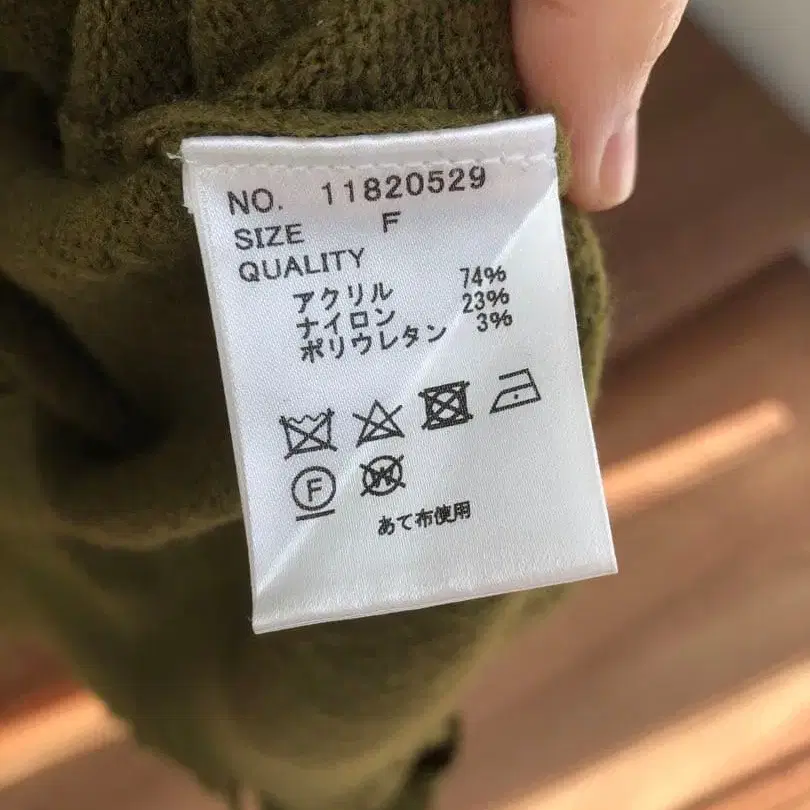 NO. 11820529
SIZE F
QUALITY
アクリル 74%
ナイロン 23%
ポリウレタン 3%
F W
あて布使用